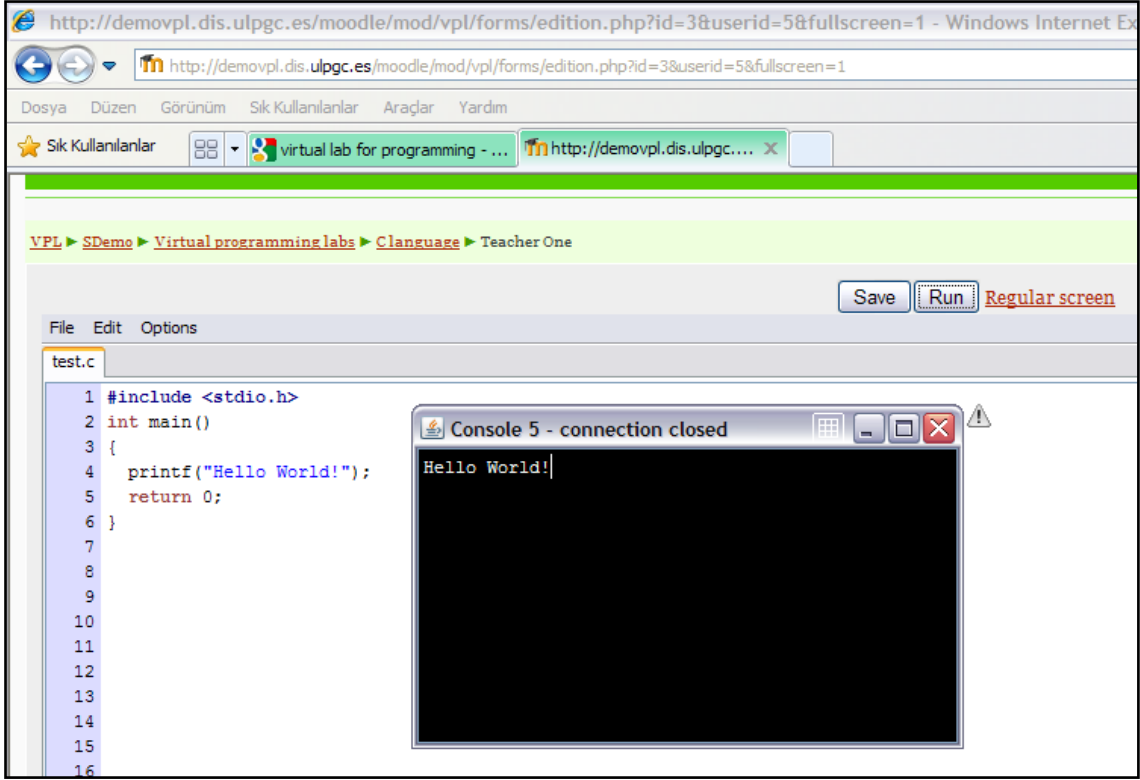 http://demovpl.dis.ulpgc.es/moodle/mod/vpl/forms/edition.php?id=3&userid=5&fullscreen=1 - Windows Internet Ex
http://demovpl.dis.ulpgc.es/moodle/mod/vpl/forms/edition.php?id=3&userid=5&fullscreen=1
Dosya Düzen Görünüm Sık Kullanılanlar Araçlar Yardım
Sık Kullanılanlar virtual lab for programming - ... http://demovpl.dis.ulpgc.... X
VPL ► SDemo ► Virtual programming labs ► Clanguage ► Teacher One
Save Run Regular screen
File Edit Options
test.c
1 #include <stdio.h>
2 int main()
3 {
4 printf("Hello World!");
5 return 0;
6 }
7
8
9
10
11
12
13
14
15
16
Console 5 - connection closed
Hello World!